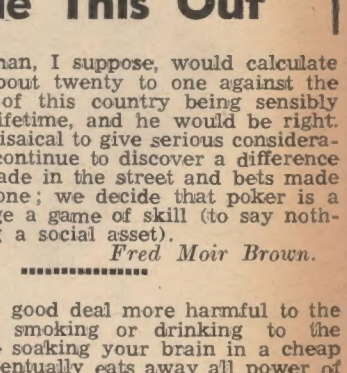 e This Out
nan, I suppose, would calculate
bout twenty to one against the
of this country being sensibly
ifetime, and he would be right.
isaical to give serious considera-
continue to discover a difference
ade in the street and bets made
one; we decide that poker is a
ge a game of skill (to say noth-
g a social asset).
Fred Moir Brown.
good deal more harmful to the
smoking or drinking to the
soaking your brain in a cheap
entually eats away all power of